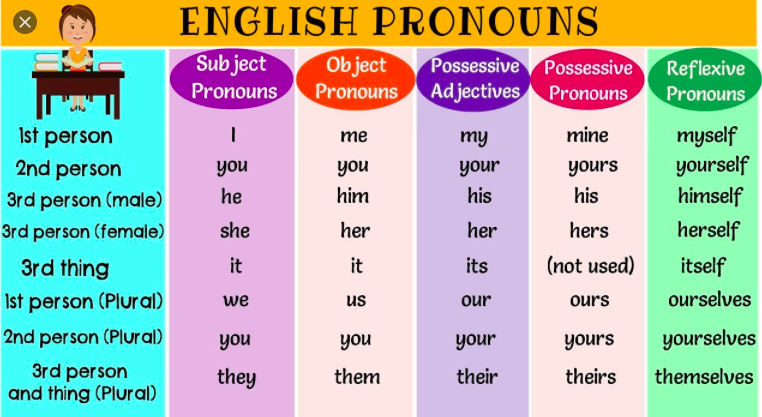 ENGLISH PRONOUNS
Subject Pronouns Object Pronouns Possessive Adjectives Possessive Pronouns Reflexive Pronouns
1st person I me my mine myself
2nd person you you your yours yourself
3rd person (male) he him his his himself
3rd person (female) she her her hers herself
3rd thing it it its (not used) itself
1st person (Plural) we us our ours ourselves
2nd person (Plural) you you your yours yourselves
3rd person and thing (Plural) they them their theirs themselves